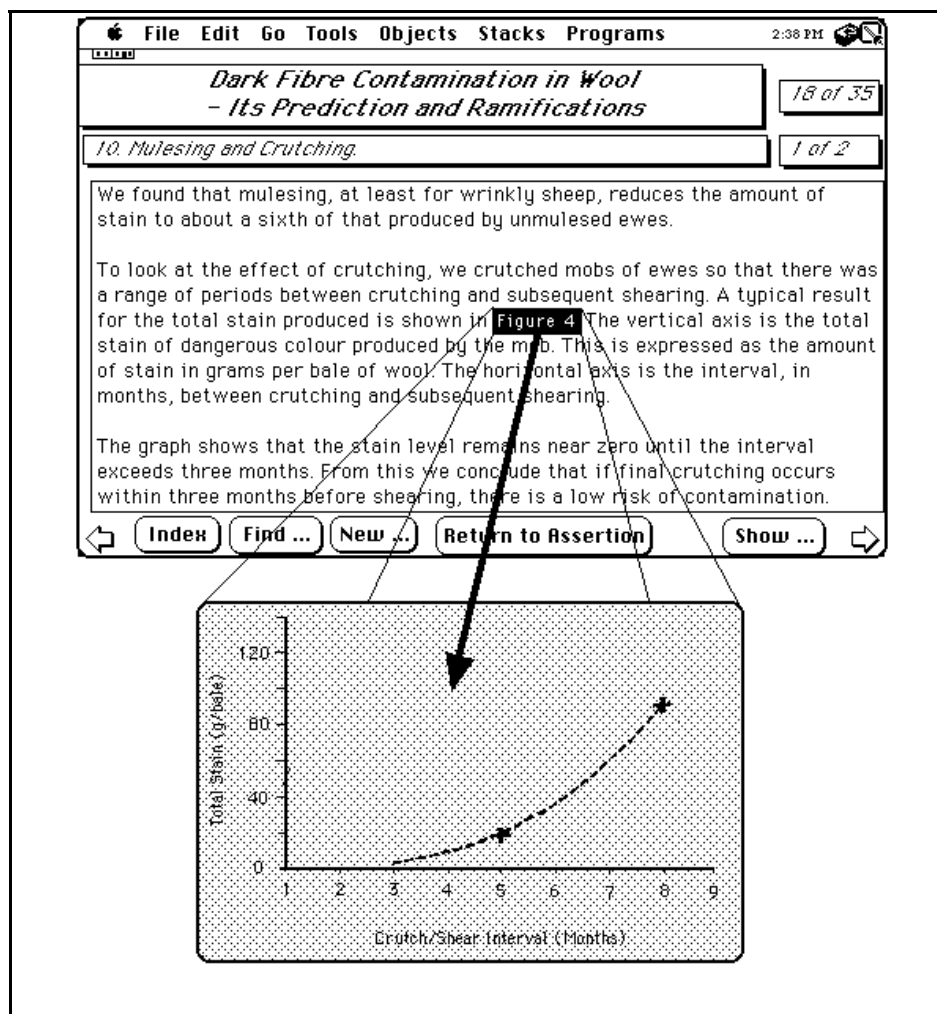 File Edit Go Tools Objects Stacks Programs 2:38 PM
Dark Fibre Contamination in Wool
- Its Prediction and Ramifications
18 of 35
10. Mulesing and Crutching.
1 of 2
We found that mulesing, at least for wrinkly sheep, reduces the amount of
stain to about a sixth of that produced by unmulesed ewes.
To look at the effect of crutching, we crutched mobs of ewes so that there was
a range of periods between crutching and subsequent shearing. A typical result
for the total stain produced is shown in Figure 4 The vertical axis is the total
stain of dangerous colour produced by the mob. This is expressed as the amount
of stain in grams per bale of wool. The horizontal axis is the interval, in
months, between crutching and subsequent shearing.
The graph shows that the stain level remains near zero until the interval
exceeds three months. From this we conclude that if final crutching occurs
within three months before shearing, there is a low risk of contamination.
Index Find ... New ... Return to Assertion Show ...
Total Stain (g/bale)
120
80
40
0
1 2 3 4 5 6 7 8 9
Crutch/Shear Interval (Months)